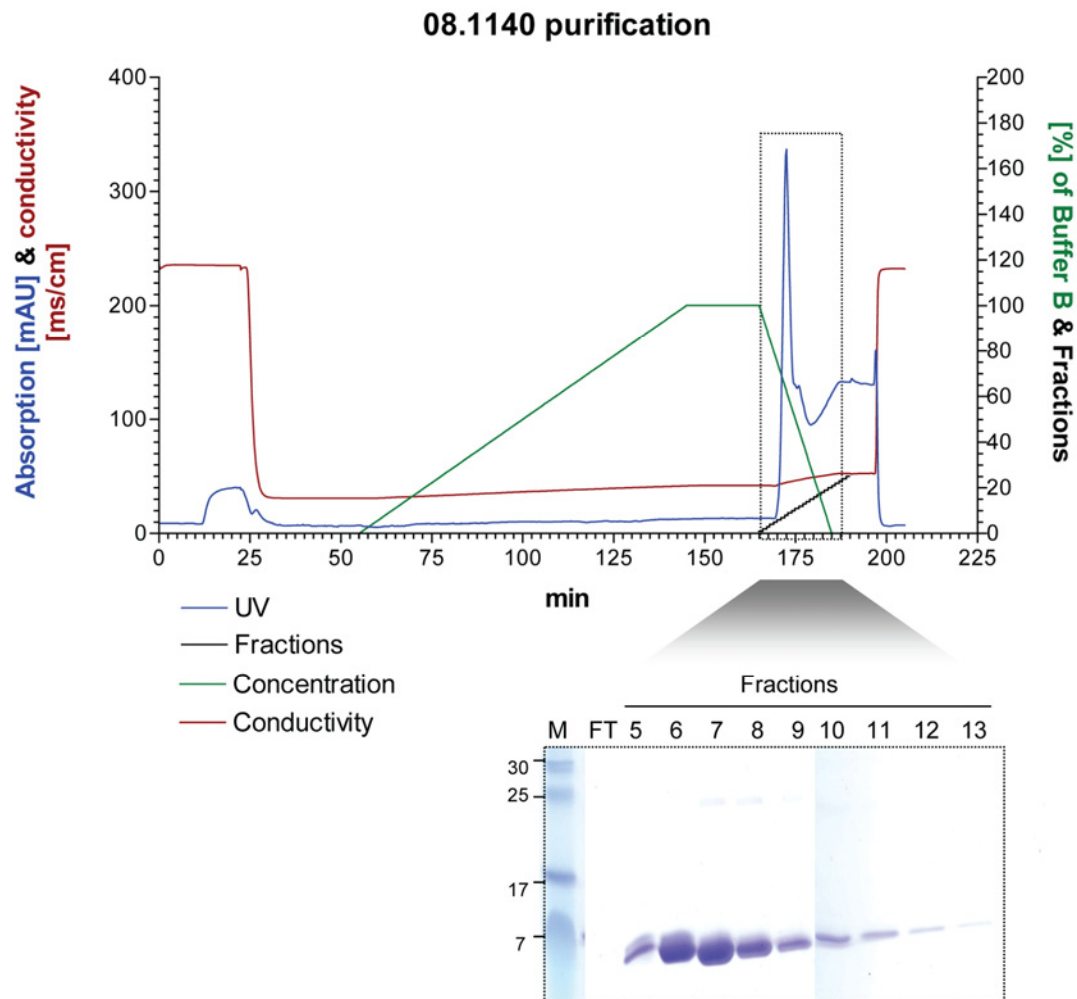 08.1140 purification
Absorption [mAU] & conductivity
[ms/cm]
400
300
200
100
0
200
180
160
140
120
100
80
60
40
20
0
[%] of Buffer B & Fractions
0 25 50 75 100 125 150 175 200 225
min
UV
Fractions
Concentration
Conductivity
Fractions
M FT 5 6 7 8 9 10 11 12 13
30
25
17
7